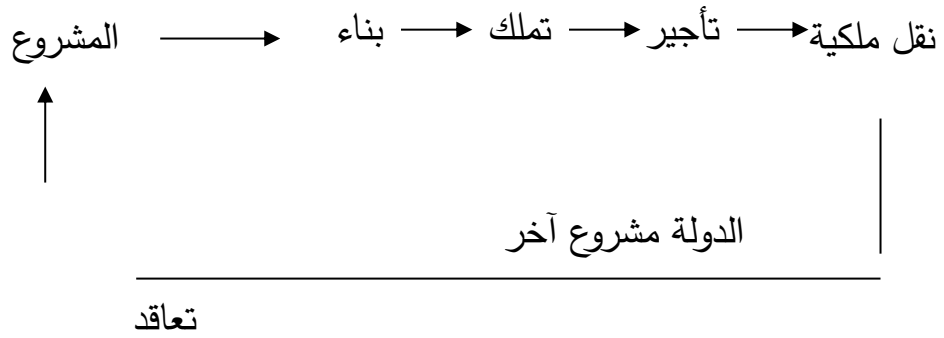 المشروع
بناء
تملك
تأجير
نقل ملكية
الدولة مشروع آخر
تعاقد